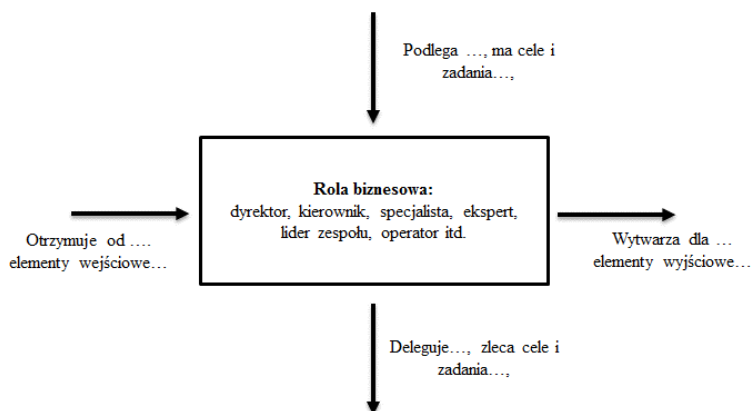 Podlega …, ma cele i
zadania…,
Rola biznesowa:
dyrektor, kierownik, specjalista, ekspert,
lider zespołu, operator itd.
Otrzymuje od ….
elementy wejściowe…
Wytwarza dla …
elementy wyjściowe…
Deleguje…, zleca cele i
zadania…,